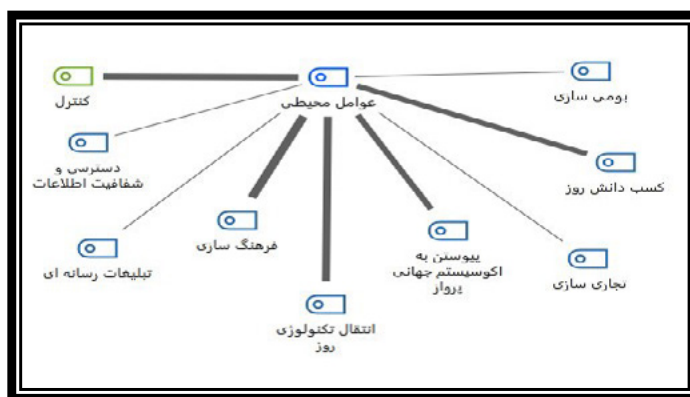 کنترل
عوامل محیطی
بومی سازی
دسترسی و
شفافیت اطلاعات
کسب دانش روز
تبلیغات رسانه ای
فرهنگ سازی
پیوستن به
اکوسیستم جهانی
پرواز
تجاری سازی
انتقال تکنولوژی
روز